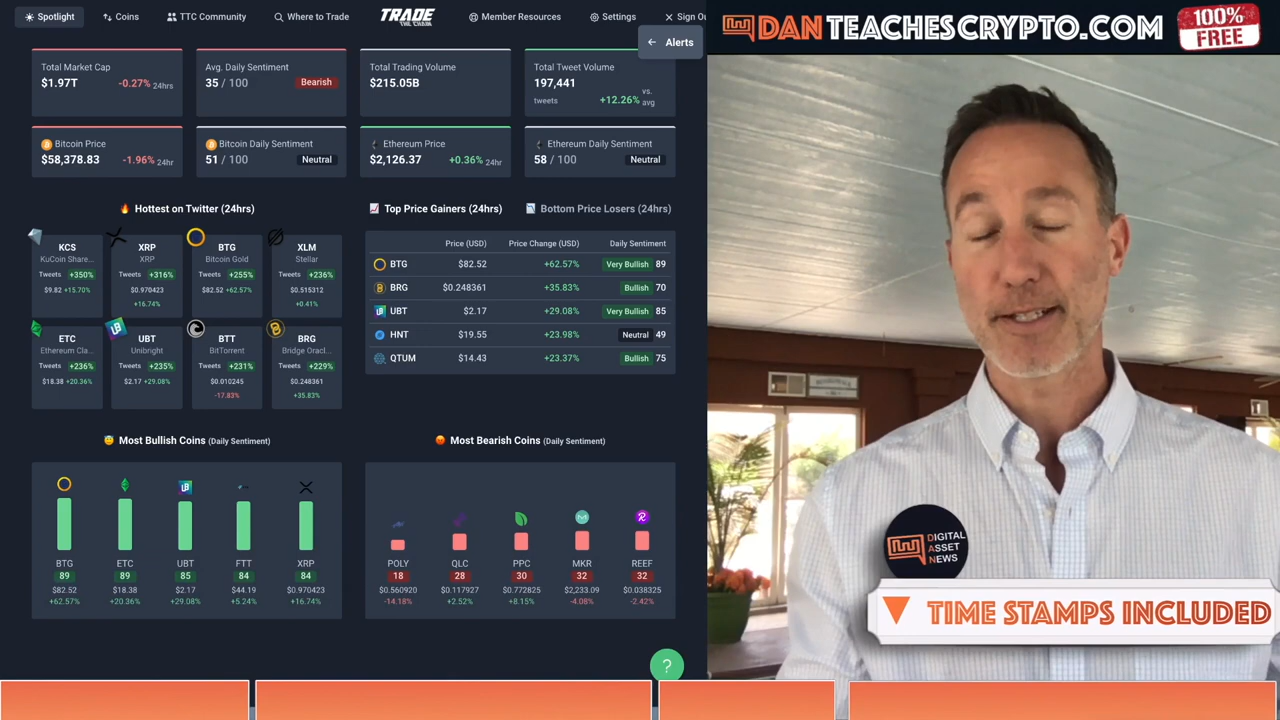 Spotlight
Coins
TTC Community
Where to Trade
TRADE
THE CHAIN
Member Resources
Settings
Sign Ou
Alerts
DANTEACHESCRYPTO.COM
100%
FREE
Total Market Cap
$1.97T
-0.27% 24hrs
Avg. Daily Sentiment
35 / 100
Bearish
Total Trading Volume
$215.05B
Total Tweet Volume
197,441
tweets
+12.26%
vs.
avg
Bitcoin Price
$58,378.83
-1.96% 24hr
Bitcoin Daily Sentiment
51 / 100
Neutral
Ethereum Price
$2,126.37
+0.36% 24hr
Ethereum Daily Sentiment
58 / 100
Neutral
Hottest on Twitter (24hrs)
KCS
KuCoin Share...
Tweets +350%
$9.82 +15.70%
XRP
XRP
Tweets +316%
$0.970423
+16.74%
BTG
Bitcoin Gold
Tweets +255%
$82.52 +62.57%
XLM
Stellar
Tweets +236%
$0.515312
+0.41%
ETC
Ethereum Cla...
Tweets +236%
$18.38 +20.36%
UBT
Unibright
Tweets +235%
$2.17 +29.08%
BTT
BitTorrent
Tweets +231%
$0.010245
-17.83%
BRG
Bridge Oracl...
Tweets +229%
$0.248361
+35.83%
Top Price Gainers (24hrs)
Bottom Price Losers (24hrs)
Price (USD) Price Change (%USD) Daily Sentiment
BTG $82.52 +62.57% Very Bullish 89
BRG $0.248361 +35.83% Bullish 70
UBT $2.17 +29.08% Very Bullish 85
HNT $19.55 +23.98% Neutral 49
QTUM $14.43 +23.37% Bullish 75
Most Bullish Coins (Daily Sentiment)
BTG
89
$82.52
+62.57%
ETC
89
$18.38
+20.36%
UBT
85
$2.17
+29.08%
FTT
84
$44.19
+5.24%
XRP
84
$0.970423
+16.74%
Most Bearish Coins (Daily Sentiment)
POLY
18
$0.560920
-14.18%
QLC
28
$0.117927
+2.52%
PPC
30
$0.772825
+8.15%
MKR
32
$2,233.09
-4.08%
REEF
32
$0.038325
-2.42%
?
DIGITAL
ASSET
NEWS
TIME STAMPS INCLUDED